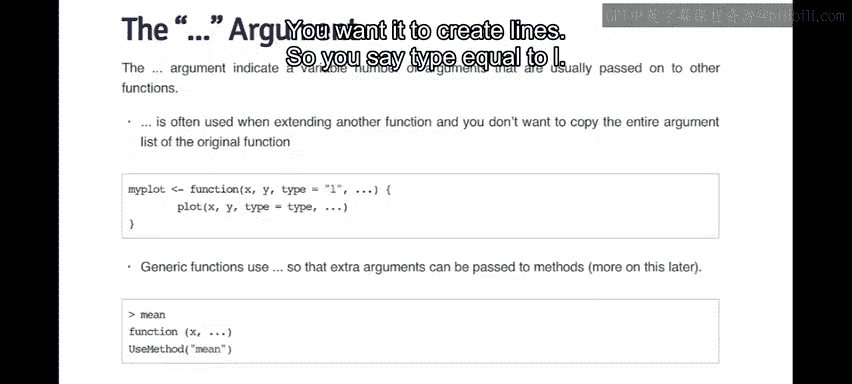 The “...” Argument
You want it to create lines.
So you say type equal to l.
The ... argument indicate a variable number of arguments that are usually passed on to other
functions.
· ... is often used when extending another function and you don’t want to copy the entire argument
list of the original function
myplot <- function(x, y, type = "l", ...) {
plot(x, y, type = type, ...)
}
· Generic functions use ... so that extra arguments can be passed to methods (more on this later).
> mean
function (x, ...)
UseMethod("mean")